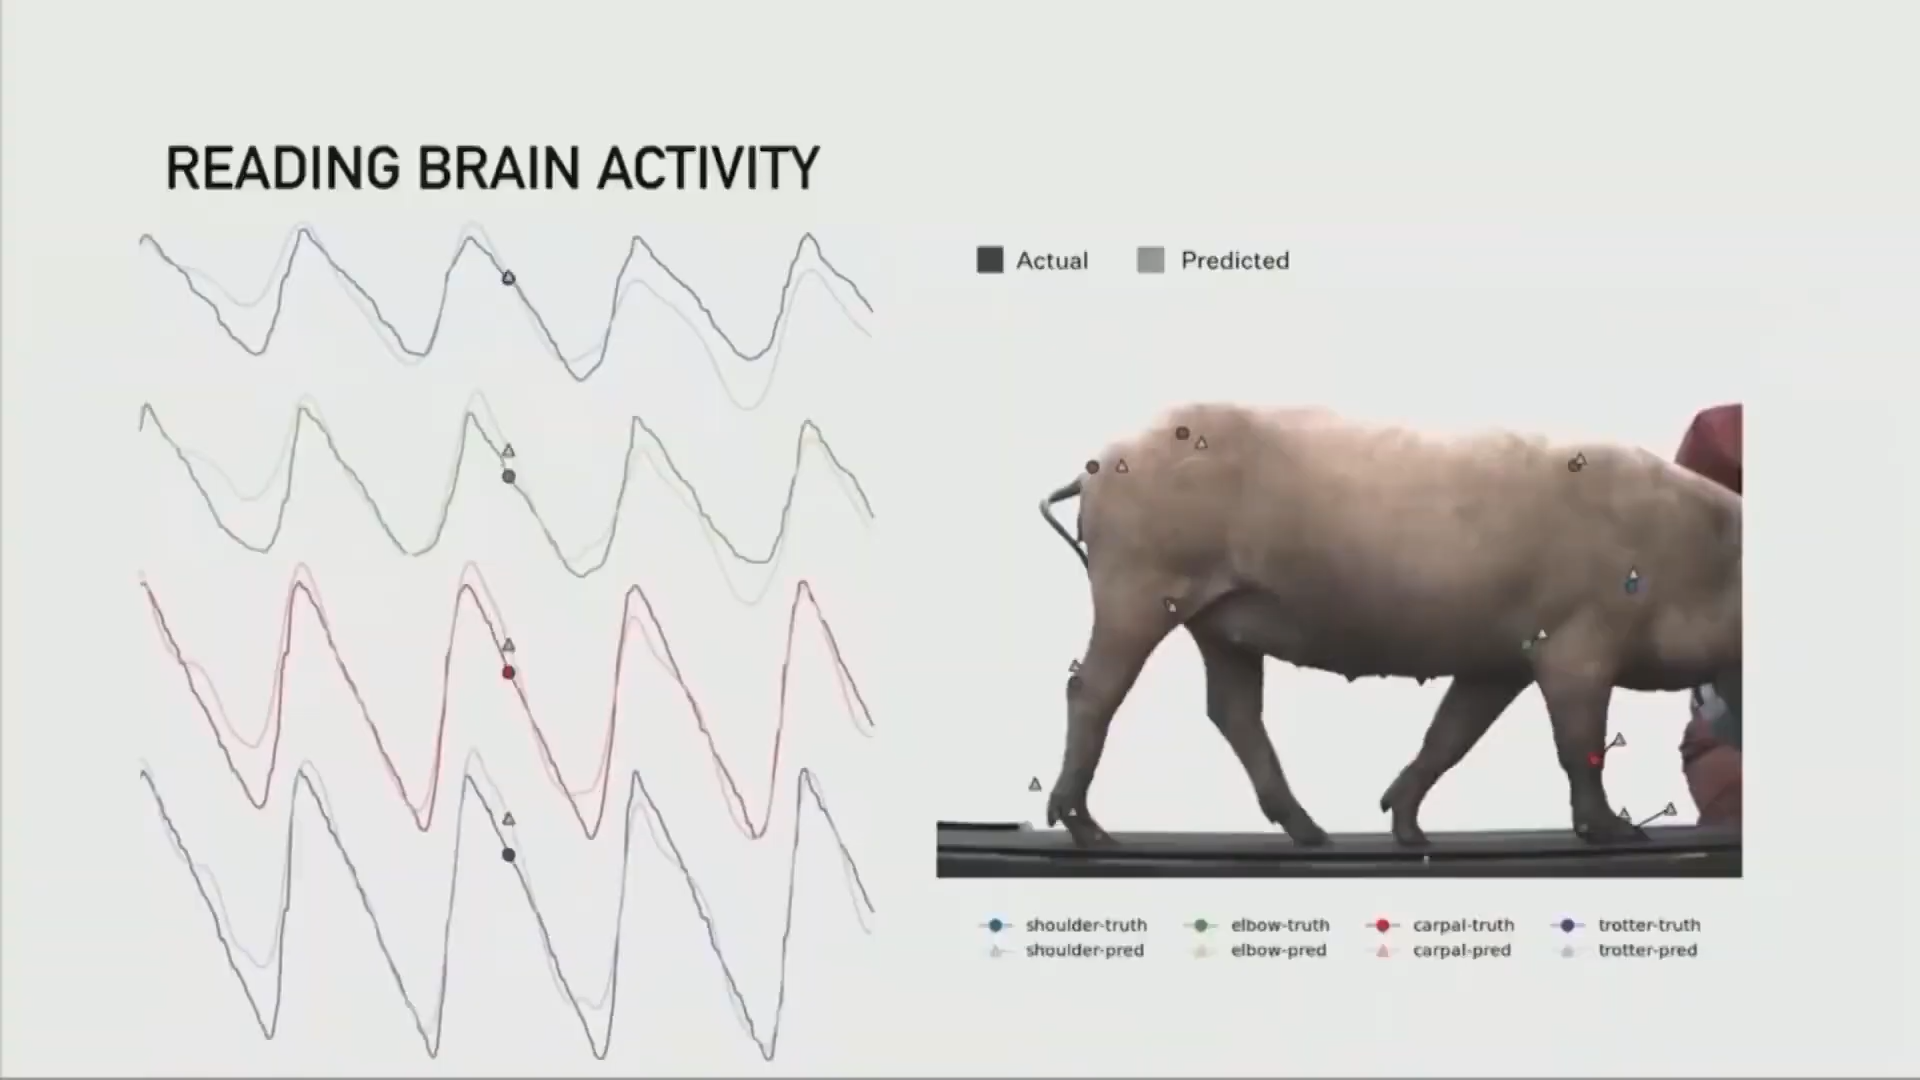 READING BRAIN ACTIVITY
Actual Predicted
shoulder-truth elbow-truth carpal-truth trotter-truth
shoulder-pred elbow-pred carpal-pred trotter-pred